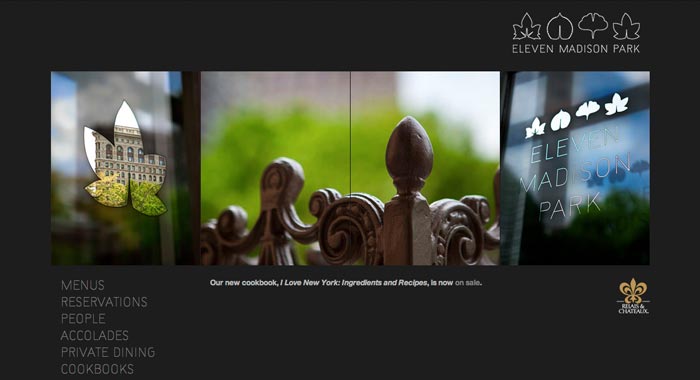 ELEVEN MADISON PARK
ELEVEN
MADISON
PARK
MENUS
RESERVATIONS
PEOPLE
ACCOLADES
PRIVATE DINING
COOKBOOKS
Our new cookbook, I Love New York: Ingredients and Recipes, is now on sale.
RELAIS &
CHATEAUX